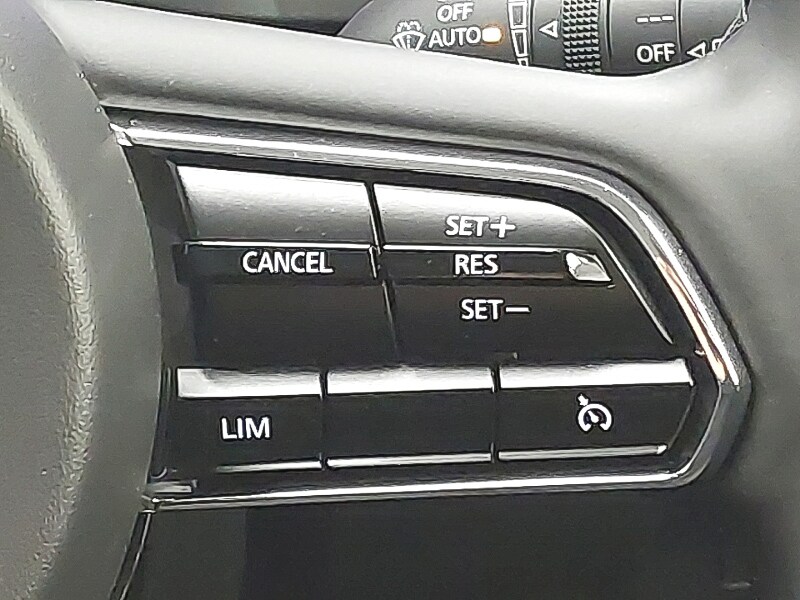 OFF
AUTO
---
OFF
SET+
CANCEL
RES
SET−
LIM